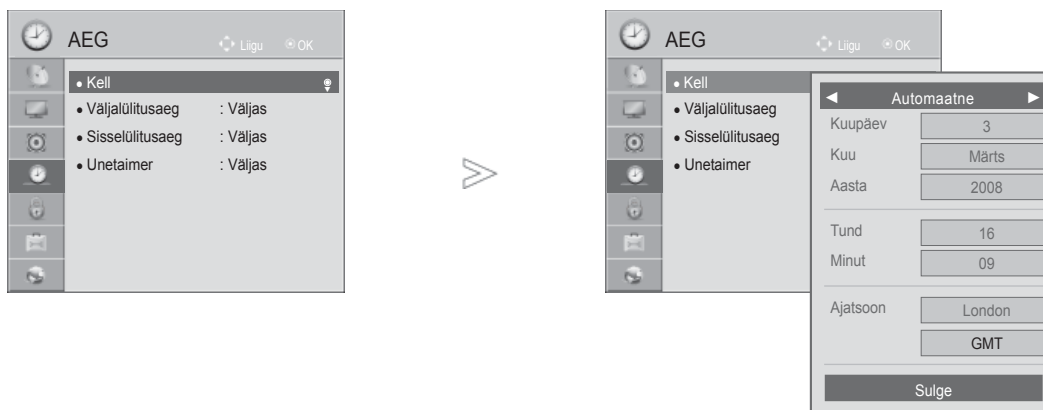 AEG
Liigu OK
● Kell
● Väljalülitusaeg : Väljas
● Sisselülitusaeg : Väljas
● Unetaimer : Väljas
AEG
Liigu OK
● Kell
● Väljalülitusaeg
● Sisselülitusaeg
● Unetaimer
◄ Automaatne ►
Kuupäev 3
Kuu Märts
Aasta 2008
Tund 16
Minut 09
Ajatsoon London
GMT
Sulge